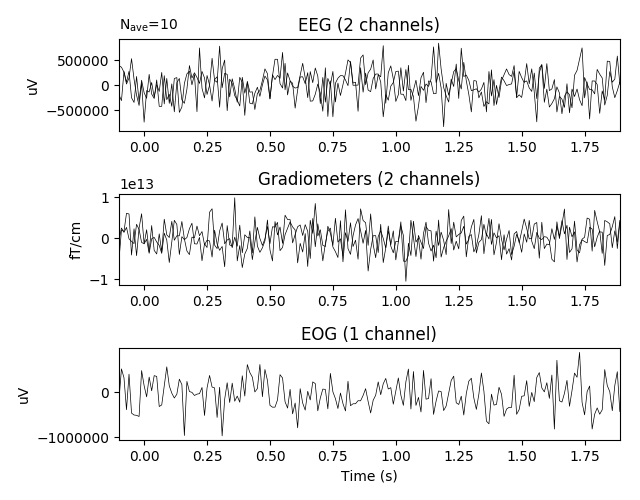 Nave=10
EEG (2 channels)
500000
0
−500000
uV
0.00 0.25 0.50 0.75 1.00 1.25 1.50 1.75
1e13
Gradiometers (2 channels)
1
0
−1
fT/cm
0.00 0.25 0.50 0.75 1.00 1.25 1.50 1.75
EOG (1 channel)
0
−1000000
uV
0.00 0.25 0.50 0.75 1.00 1.25 1.50 1.75
Time (s)